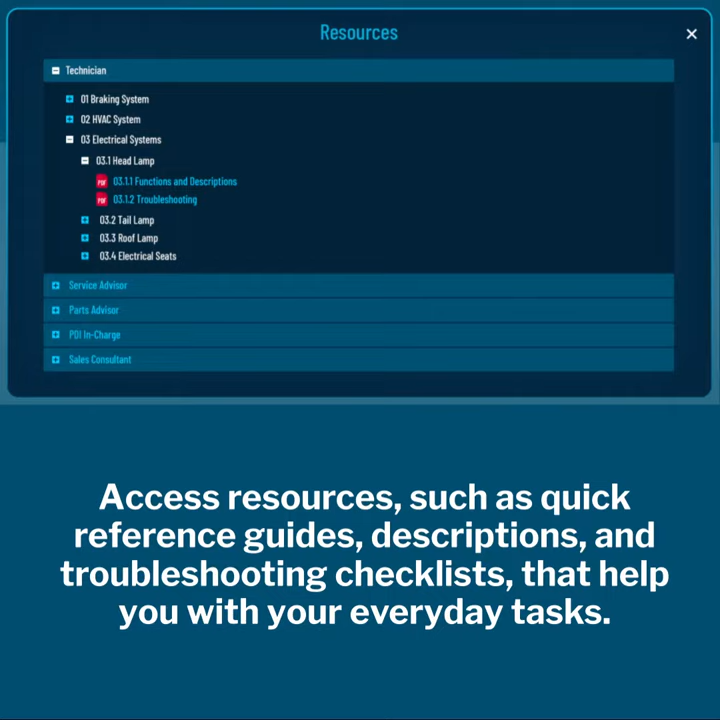 Resources
Technician
01 Braking System
02 HVAC System
03 Electrical Systems
03.1 Head Lamp
PDF 03.1.1 Functions and Descriptions
PDF 03.1.2 Troubleshooting
03.2 Tail Lamp
03.3 Roof Lamp
03.4 Electrical Seats
Service Advisor
Parts Advisor
PDI In-Charge
Sales Consultant
Access resources, such as quick
reference guides, descriptions, and
troubleshooting checklists, that help
you with your everyday tasks.